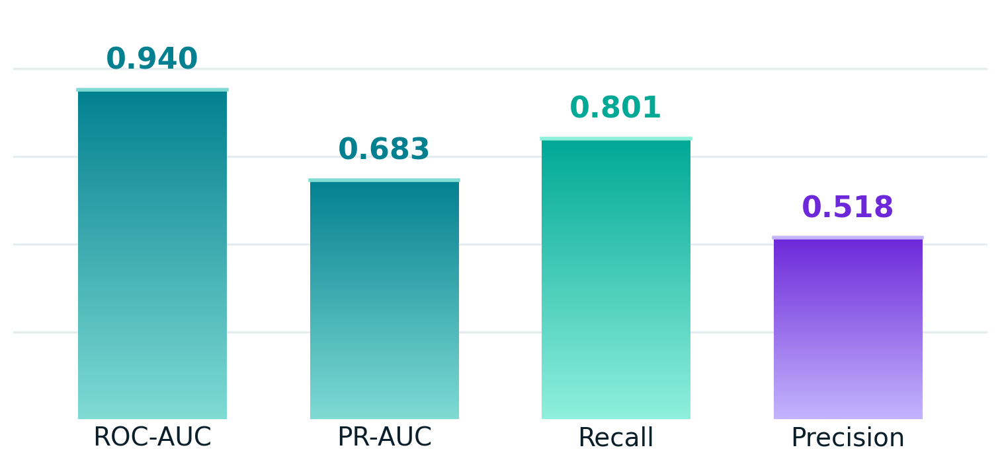 0.940
0.683
0.801
0.518
ROC-AUC
PR-AUC
Recall
Precision